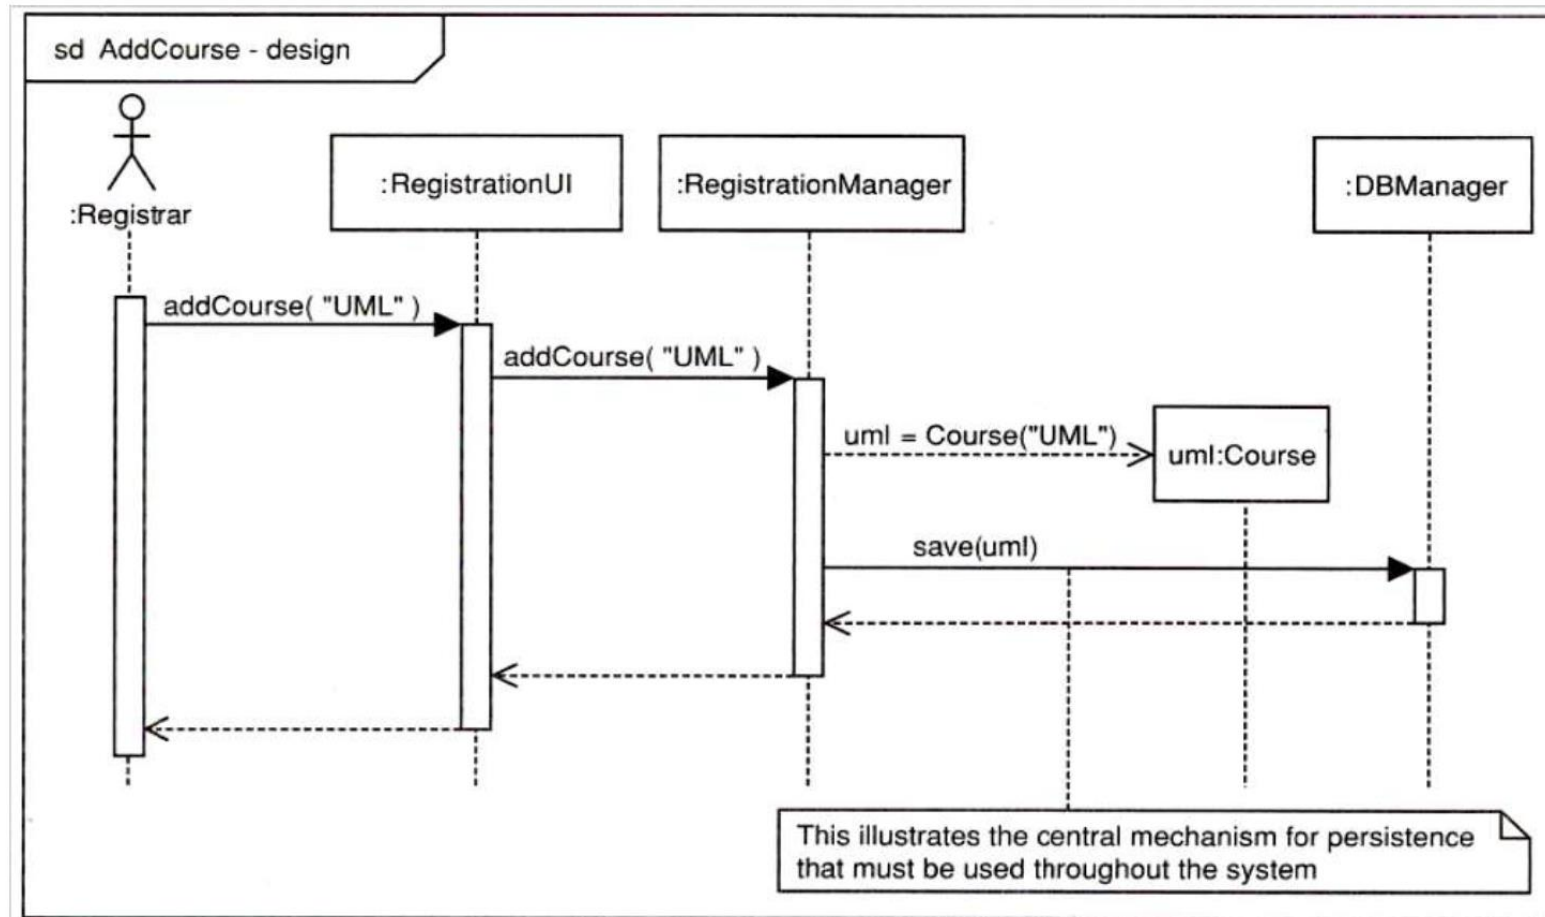 sd AddCourse - design
:Registrar
:RegistrationUI
:RegistrationManager
:DBManager
addCourse( "UML" )
addCourse( "UML" )
uml = Course("UML")
uml:Course
save(uml)
This illustrates the central mechanism for persistence
that must be used throughout the system